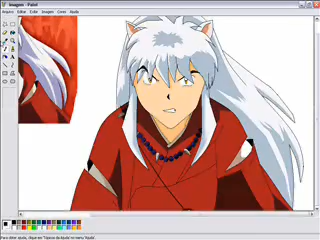 imagem - Paint
Arquivo Editar Exibir Imagem Cores Ajuda
Para obter ajuda, clique em 'Tópicos da Ajuda' no menu 'Ajuda'.